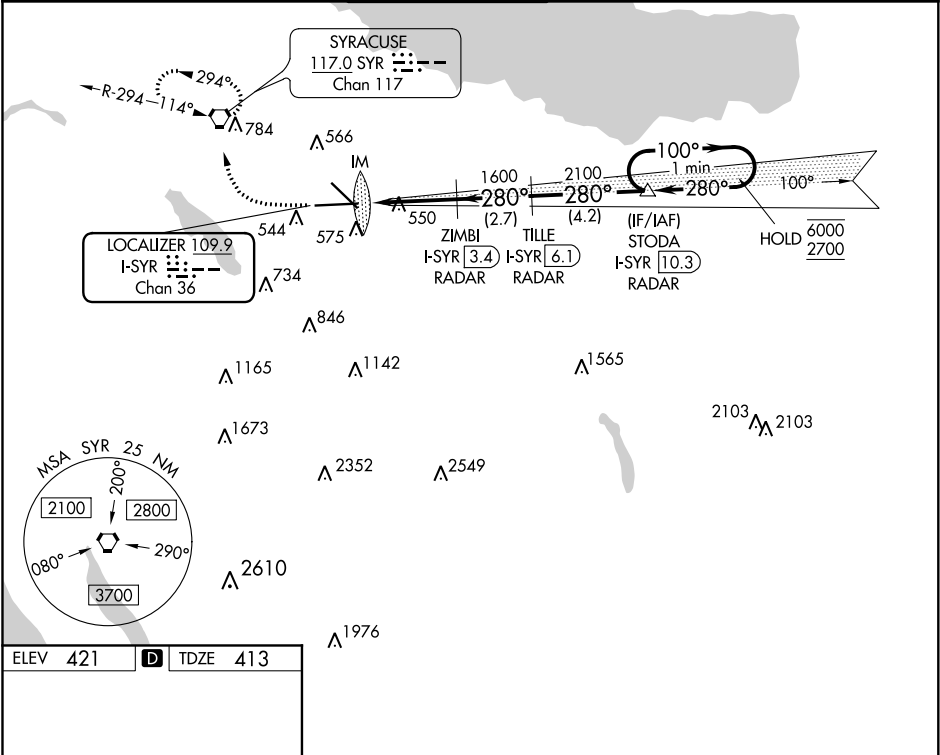 SYRACUSE
117.0 SYR
Chan 117
294°
R-294
114°
784
566
IM
1600
2100
100°
1 min
280°
280°
280°
100°
(2.7)
(4.2)
550
544
575
ZIMBI
I-SYR 3.4
RADAR
TILLE
I-SYR 6.1
RADAR
(IF/IAF)
STODA
I-SYR 10.3
RADAR
HOLD 6000
2700
LOCALIZER 109.9
I-SYR
Chan 36
734
846
1165
1142
1565
1673
2103
2103
2352
2549
MSA SYR 25 NM
200°
2100
2800
080°
290°
3700
2610
1976
ELEV 421 D TDZE 413